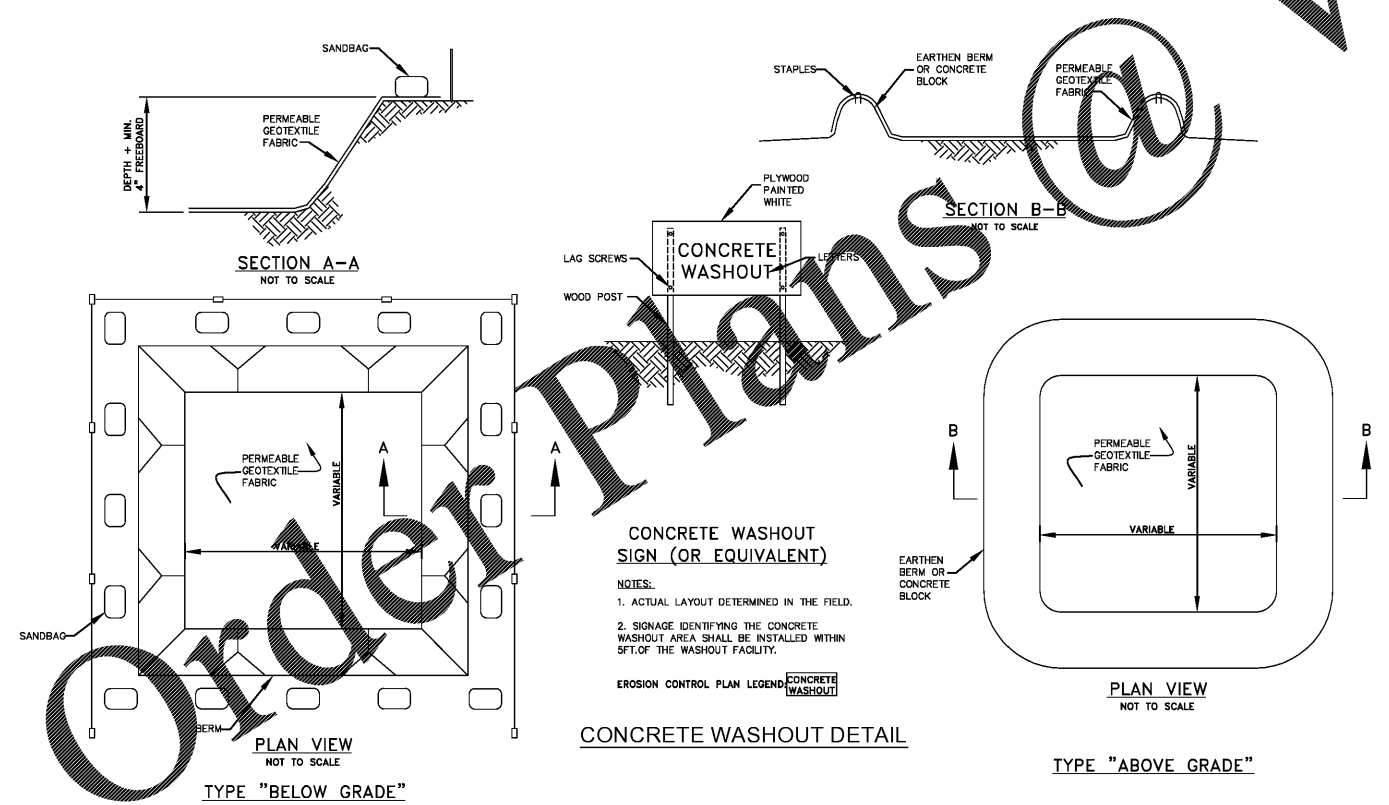 SANDBAG
PERMEABLE
GEOTEXTILE
FABRIC
DEPTH + MIN.
4" FREEBOARD
SECTION A-A
NOT TO SCALE
STAPLES
EARTHEN BERM
OR CONCRETE
BLOCK
PERMEABLE
GEOTEXTILE
FABRIC
SECTION B-B
NOT TO SCALE
PLYWOOD
PAINTED
WHITE
LAG SCREWS
CONCRETE
WASHOUT
LETTERS
WOOD POST
PERMEABLE
GEOTEXTILE
FABRIC
VARIABLE
VARIABLE
A
A
SANDBAG
BERM
PLAN VIEW
NOT TO SCALE
TYPE "BELOW GRADE"
CONCRETE WASHOUT
SIGN (OR EQUIVALENT)
NOTES:
1. ACTUAL LAYOUT DETERMINED IN THE FIELD.
2. SIGNAGE IDENTIFYING THE CONCRETE
WASHOUT AREA SHALL BE INSTALLED WITHIN
5FT.OF THE WASHOUT FACILITY.
EROSION CONTROL PLAN LEGEND:
CONCRETE
WASHOUT
CONCRETE WASHOUT DETAIL
B
B
PERMEABLE
GEOTEXTILE
FABRIC
VARIABLE
VARIABLE
EARTHEN
BERM OR
CONCRETE
BLOCK
PLAN VIEW
NOT TO SCALE
TYPE "ABOVE GRADE"
Order Plans @